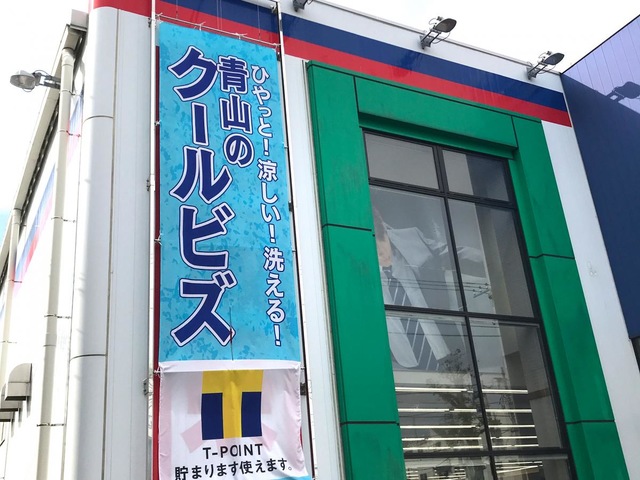 ひやっと！涼しい！洗える！
青山の
クールビズ
T-POINT
貯まります使えます。